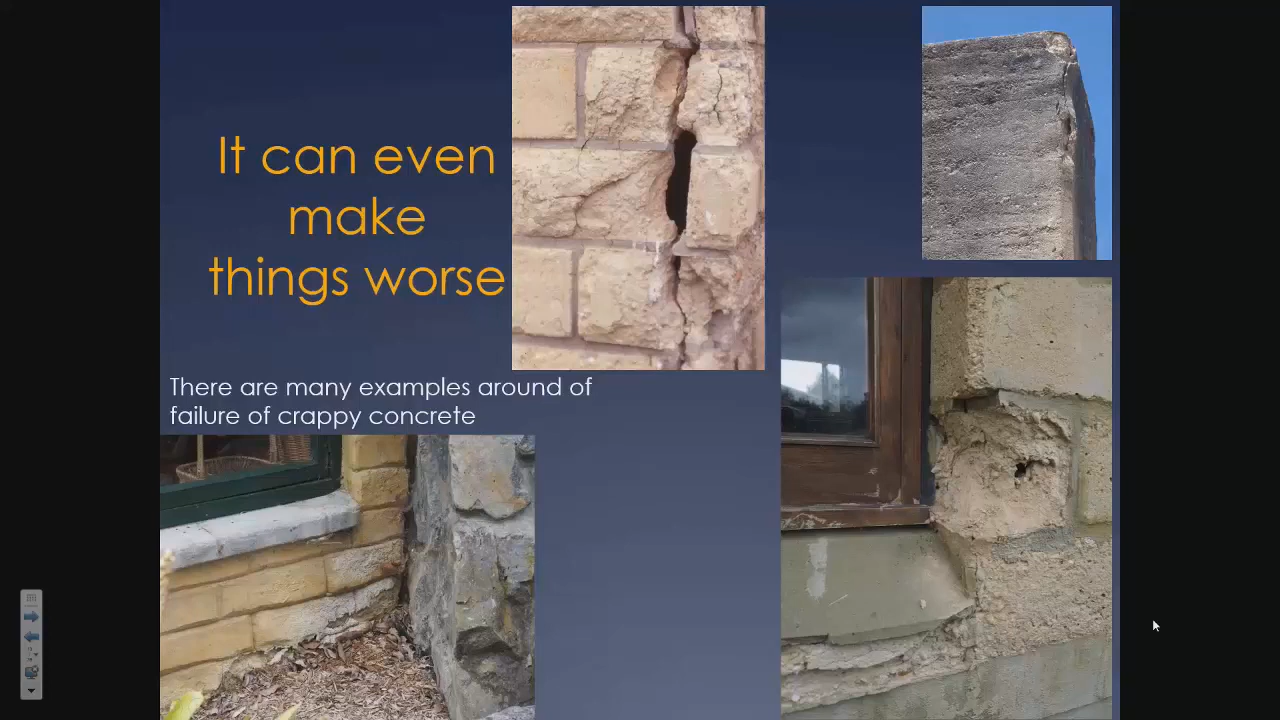 It can even
make
things worse
There are many examples around of
failure of crappy concrete